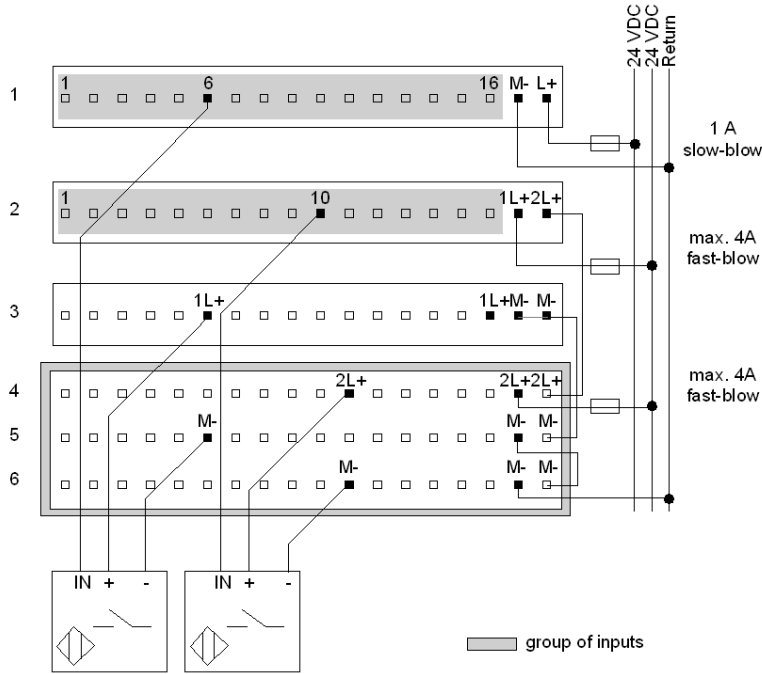 24 VDC
24 VDC
Return
1
1 6 16 M- L+
1 A
slow-blow
2
1 10 1L+ 2L+
max. 4A
fast-blow
3
1L+ 1L+ M- M-
4
2L+ 2L+ 2L+
max. 4A
fast-blow
5
M- M- M-
6
M- M- M-
IN + -
IN + -
group of inputs